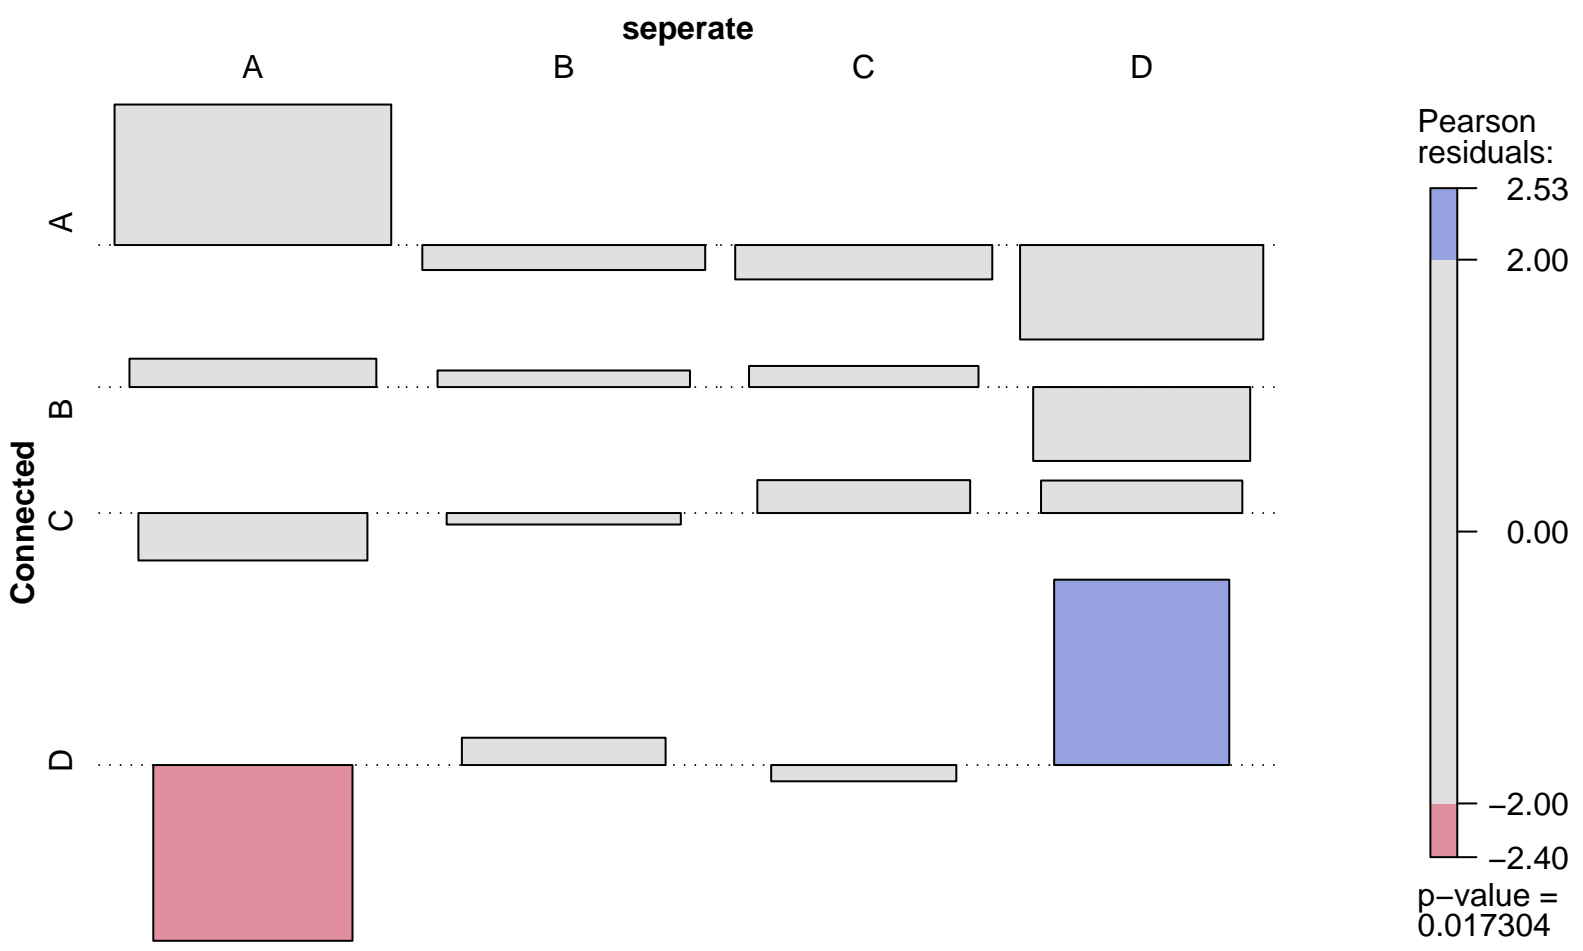 seperate
A B C D
A
B
C
D
Connected
Pearson
residuals:
2.53
2.00
0.00
−2.00
−2.40
p−value =
0.017304